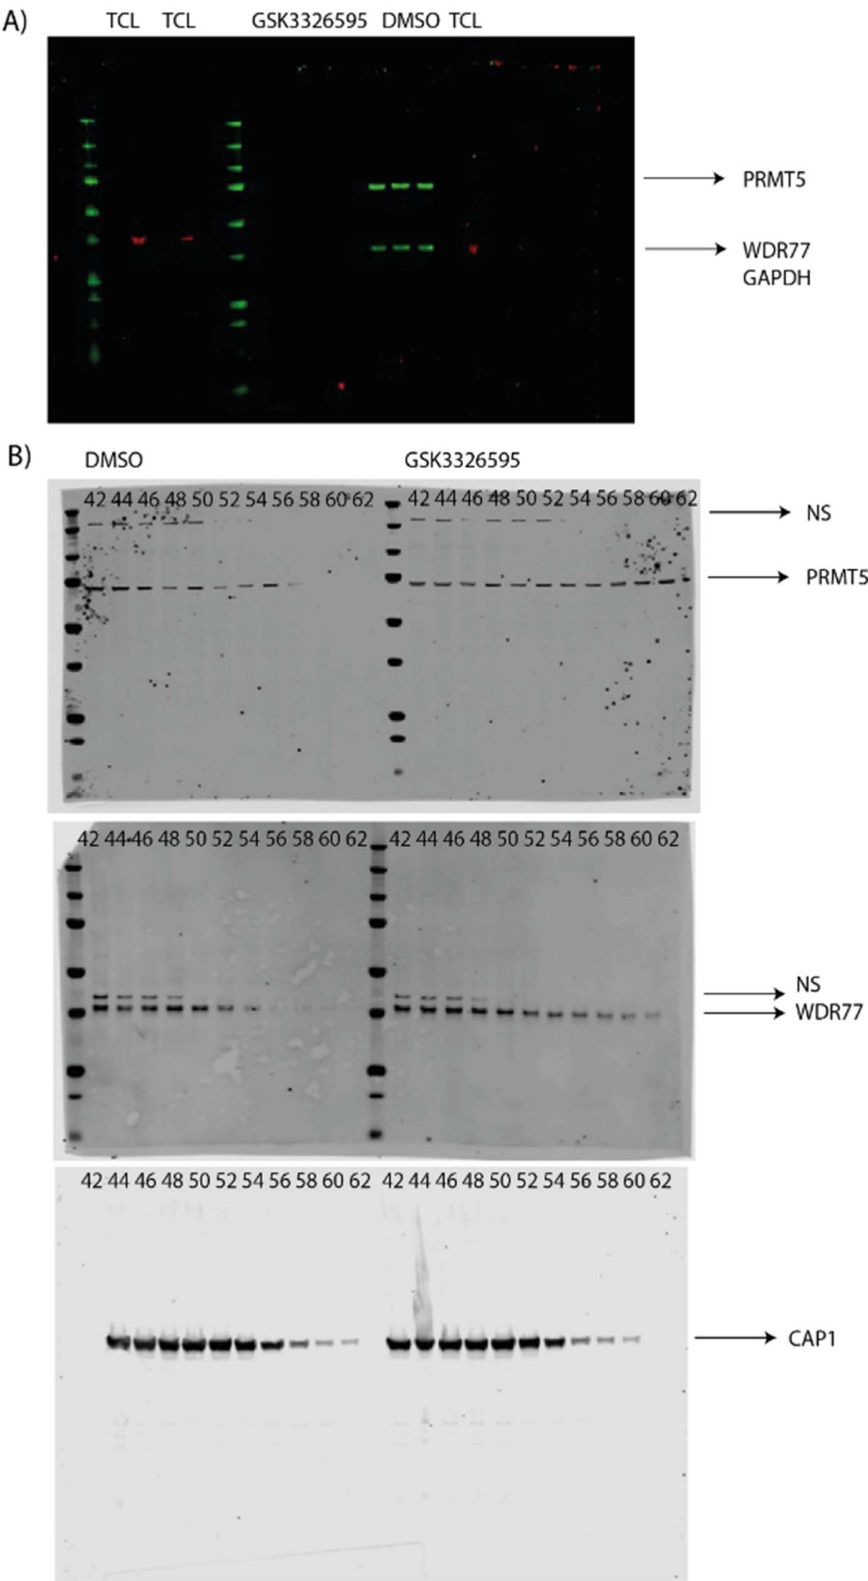 A)
TCL TCL GSK3326595 DMSO TCL
PRMT5
WDR77
GAPDH
B)
DMSO GSK3326595
42 44 46 48 50 52 54 56 58 60 62 42 44 46 48 50 52 54 56 58 60 62
NS
PRMT5
42 44 46 48 50 52 54 56 58 60 62 42 44 46 48 50 52 54 56 58 60 62
NS
WDR77
42 44 46 48 50 52 54 56 58 60 62 42 44 46 48 50 52 54 56 58 60 62
CAP1